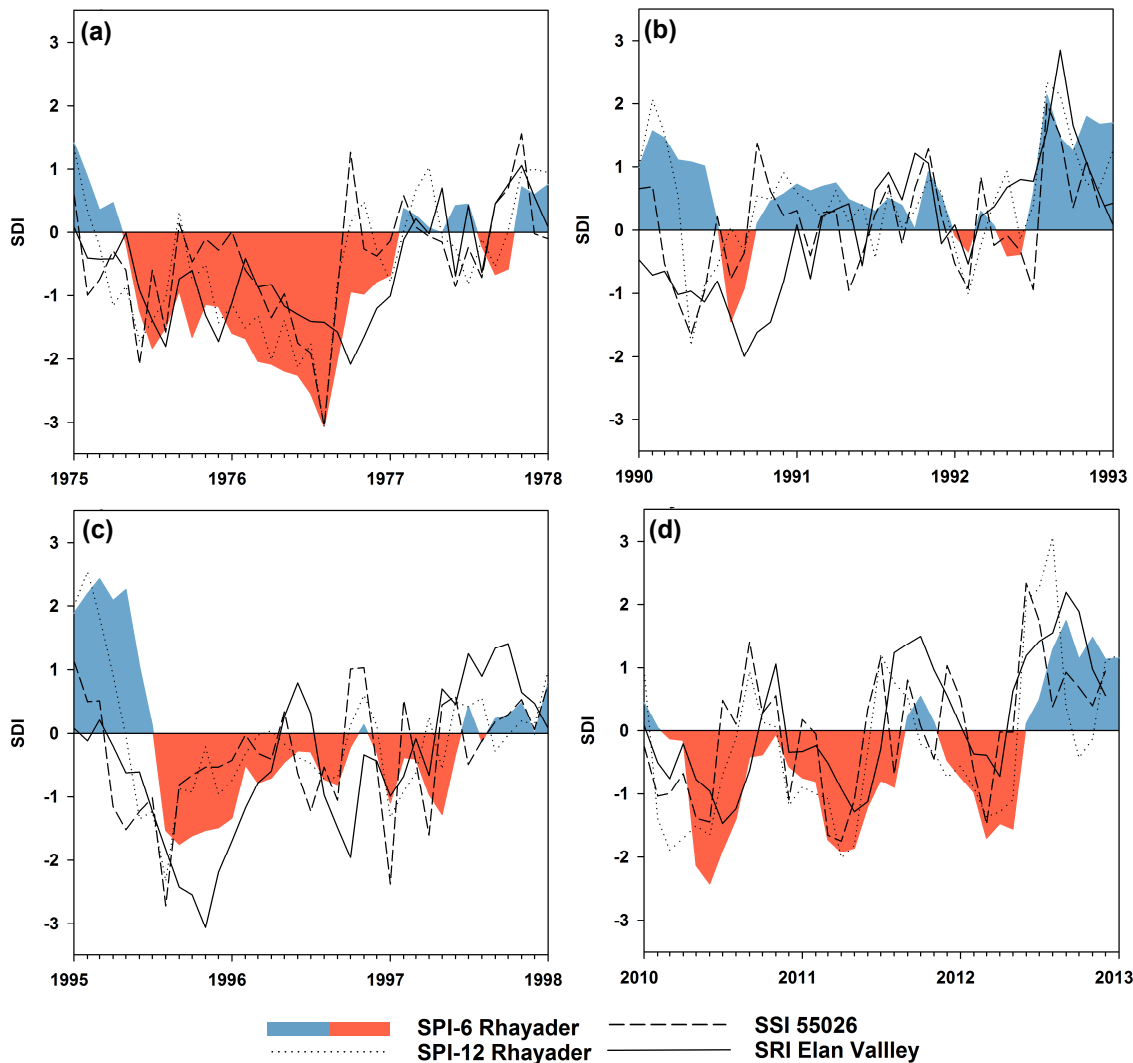 (a)
3
2
1
0
-1
-2
-3
SDI
1975 1976 1977 1978
(b)
3
2
1
0
-1
-2
-3
SDI
1990 1991 1992 1993
(c)
3
2
1
0
-1
-2
-3
SDI
1995 1996 1997 1998
(d)
3
2
1
0
-1
-2
-3
SDI
2010 2011 2012 2013
SPI-6 Rhayader SSI 55026
SPI-12 Rhayader SRI Elan Vallley